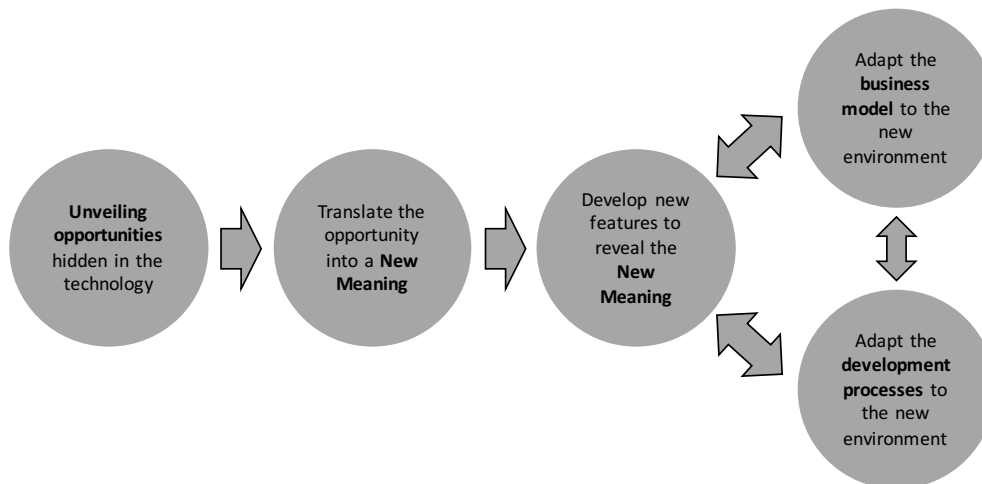 Unveiling
opportunities
hidden in the
technology
Translate the
opportunity
into a New
Meaning
Develop new
features to
reveal the
New
Meaning
Adapt the
business
model to the
new
environment
Adapt the
development
processes to
the new
environment